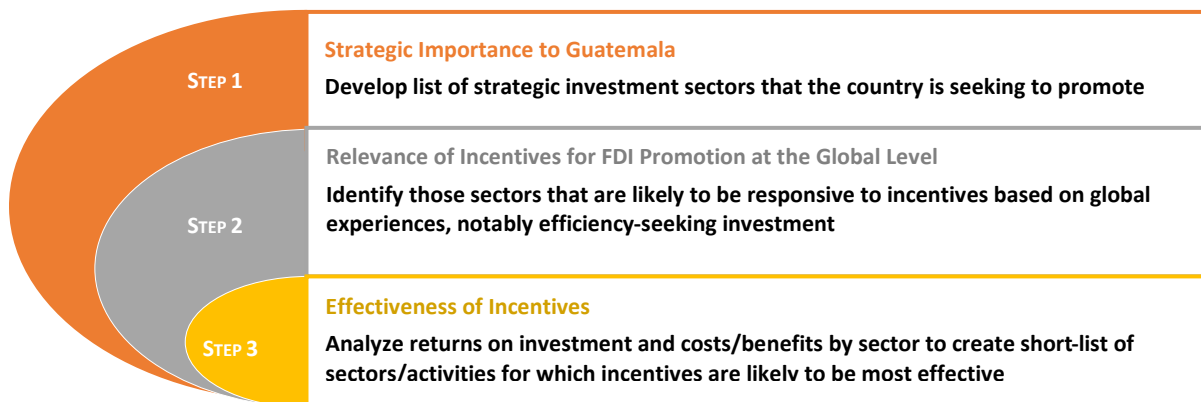 STEP 1
Strategic Importance to Guatemala
Develop list of strategic investment sectors that the country is seeking to promote
STEP 2
Relevance of Incentives for FDI Promotion at the Global Level
Identify those sectors that are likely to be responsive to incentives based on global
experiences, notably efficiency-seeking investment
STEP 3
Effectiveness of Incentives
Analyze returns on investment and costs/benefits by sector to create short-list of
sectors/activities for which incentives are likely to be most effective